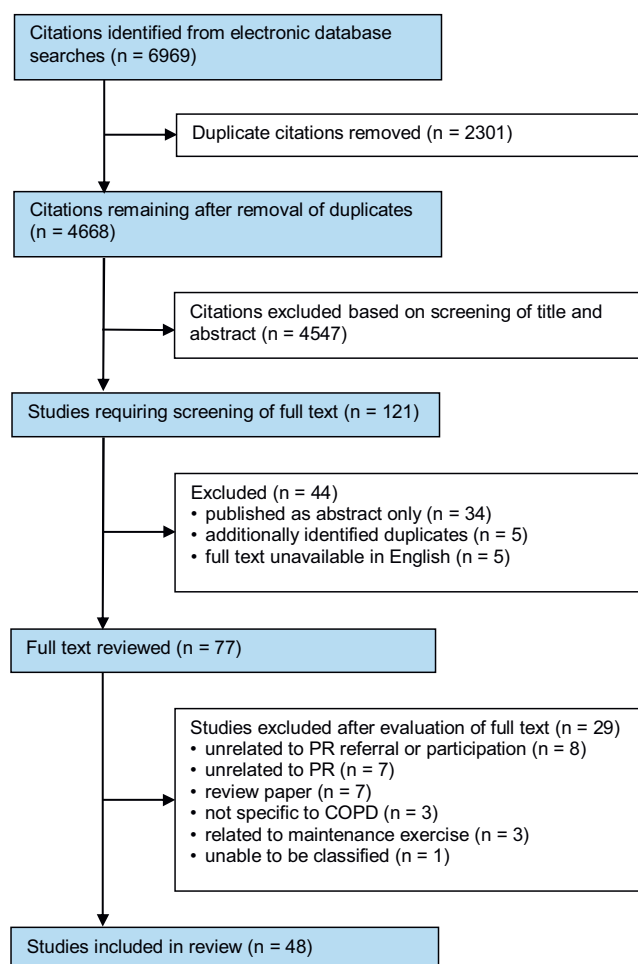 Citations identified from electronic database
searches (n = 6969)
Duplicate citations removed (n = 2301)
Citations remaining after removal of duplicates
(n = 4668)
Citations excluded based on screening of title and
abstract (n = 4547)
Studies requiring screening of full text (n = 121)
Excluded (n = 44)
• published as abstract only (n = 34)
• additionally identified duplicates (n = 5)
• full text unavailable in English (n = 5)
Full text reviewed (n = 77)
Studies excluded after evaluation of full text (n = 29)
• unrelated to PR referral or participation (n = 8)
• unrelated to PR (n = 7)
• review paper (n = 7)
• not specific to COPD (n = 3)
• related to maintenance exercise (n = 3)
• unable to be classified (n = 1)
Studies included in review (n = 48)